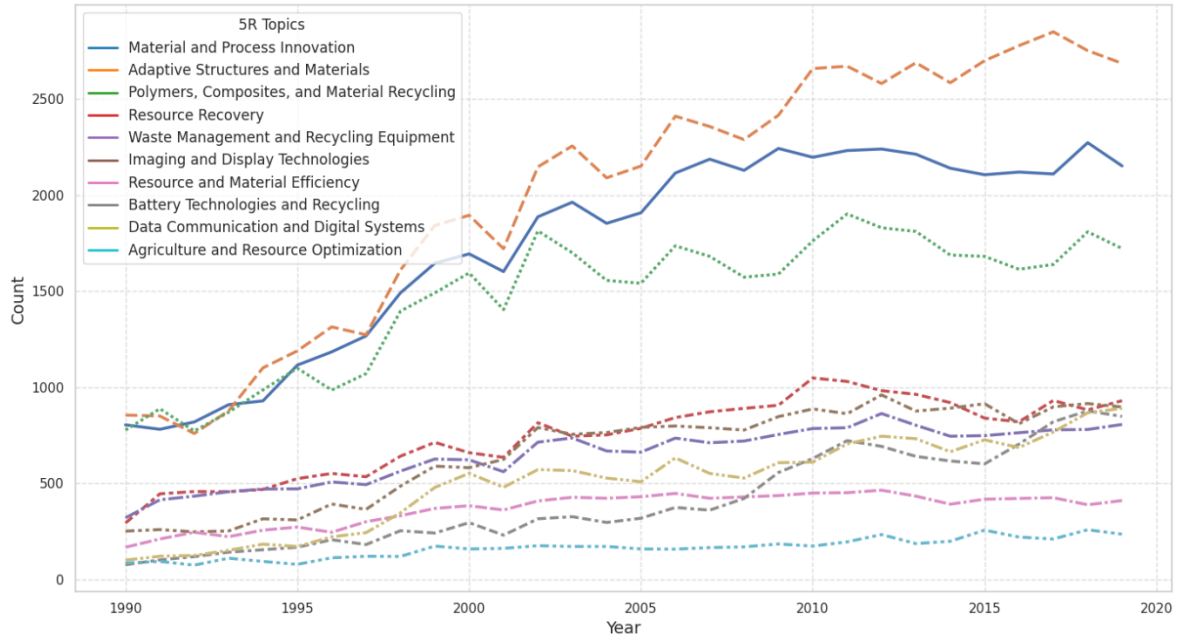 5R Topics
Material and Process Innovation
Adaptive Structures and Materials
Polymers, Composites, and Material Recycling
Resource Recovery
Waste Management and Recycling Equipment
Imaging and Display Technologies
Resource and Material Efficiency
Battery Technologies and Recycling
Data Communication and Digital Systems
Agriculture and Resource Optimization
Count
2500
2000
1500
1000
500
0
1990 1995 2000 2005 2010 2015 2020
Year